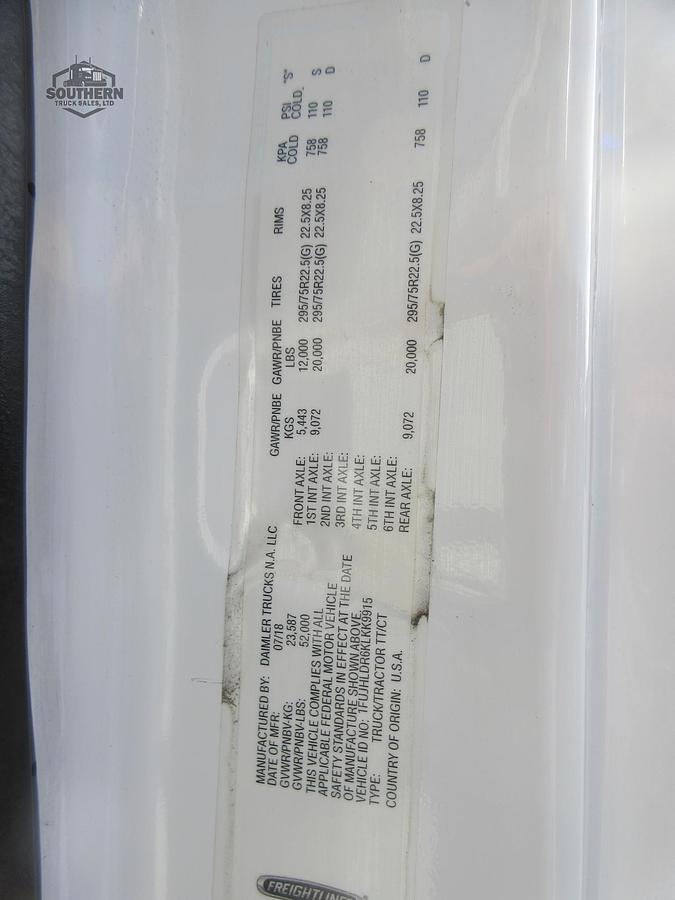 SOUTHERN
TRUCK SALES, LTD
MANUFACTURED BY: DAIMLER TRUCKS N.A. LLC
DATE OF MFR: 07/18
GVWR/PNBV-KG: 23,587
GVWR/PNBV-LBS: 52,000
THIS VEHICLE COMPLIES WITH ALL
APPLICABLE FEDERAL MOTOR VEHICLE
SAFETY STANDARDS IN EFFECT AT THE DATE
OF MANUFACTURE SHOWN ABOVE.
VEHICLE ID NO: 1FUJHLDR6KLKK9915
TYPE: TRUCK/TRACTOR TT/CT
COUNTRY OF ORIGIN: U.S.A.
GAWR/PNBE GAWR/PNBE TIRES RIMS KPA PSI "S"
KGS LBS COLD COLD.
FRONT AXLE: 5,443 12,000 295/75R22.5(G) 22.5X8.25 758 110 S
1ST INT AXLE: 9,072 20,000 295/75R22.5(G) 22.5X8.25 758 110 D
2ND INT AXLE:
3RD INT AXLE:
4TH INT AXLE:
5TH INT AXLE:
6TH INT AXLE:
REAR AXLE: 9,072 20,000 295/75R22.5(G) 22.5X8.25 758 110 D
FREIGHTLINER